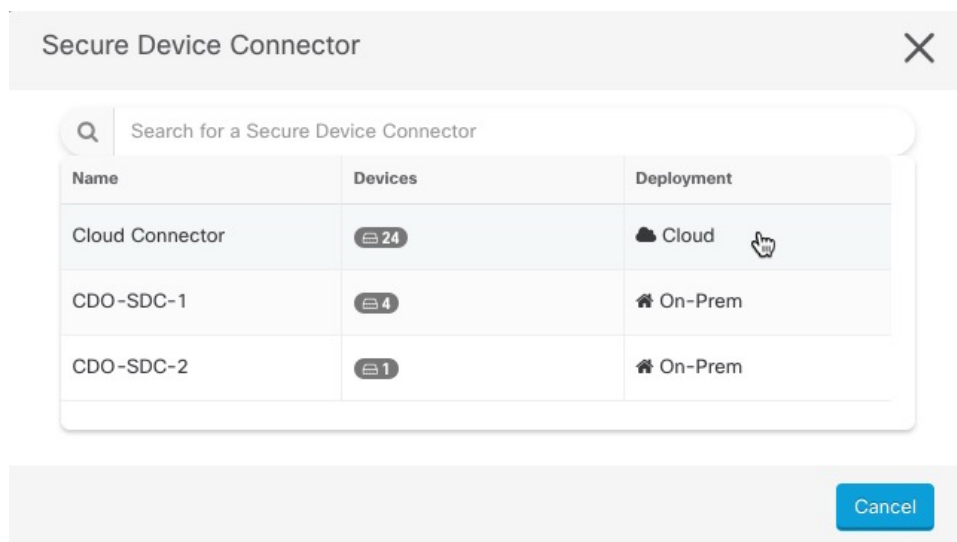 Secure Device Connector
Search for a Secure Device Connector
Name Devices Deployment
Cloud Connector 24 Cloud
CDO-SDC-1 4 On-Prem
CDO-SDC-2 1 On-Prem
Cancel